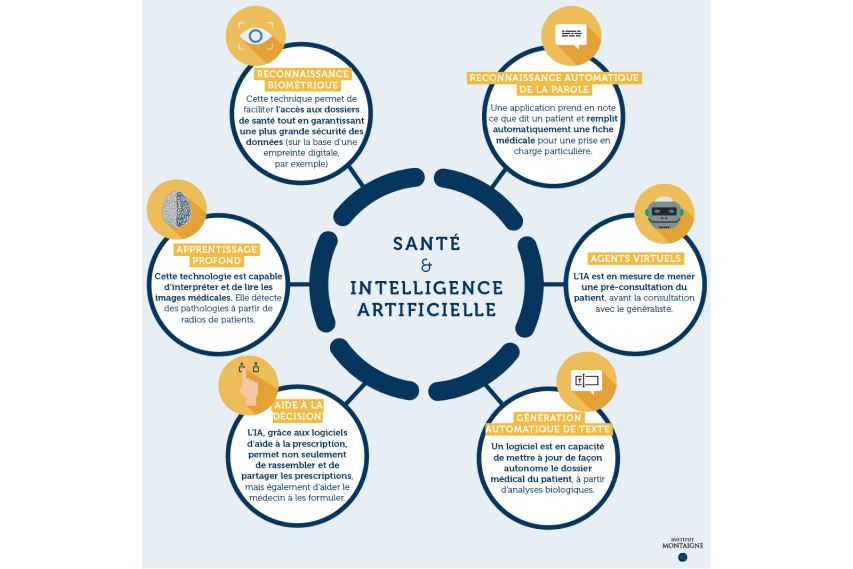 RECONNAISSANCE
BIOMÉTRIQUE
Cette technique permet de
faciliter l'accès aux dossiers
de santé tout en garantissant
une plus grande sécurité des
données (sur la base d'une
empreinte digitale,
par exemple)
RECONNAISSANCE AUTOMATIQUE
DE LA PAROLE
Une application prend en note
ce que dit un patient et remplit
automatiquement une fiche
médicale pour une prise en
charge particulière.
APPRENTISSAGE
PROFOND
Cette technologie est capable
d'interpréter et de lire les
images médicales. Elle détecte
des pathologies à partir de
radios de patients.
SANTÉ
&
INTELLIGENCE
ARTIFICIELLE
AGENTS VIRTUELS
L'IA est en mesure de mener
une pré-consultation du
patient, avant la consultation
avec le généraliste.
A B
AIDE À LA
DÉCISION
L'IA, grâce aux logiciels
d'aide à la prescription,
permet non seulement
de rassembler et de
partager les prescriptions,
mais également d'aider le
médecin à les formuler.
T
GÉNÉRATION
AUTOMATIQUE DE TEXTE
Un logiciel est en capacité
de mettre à jour de façon
autonome le dossier
médical du patient, à partir
d'analyses biologiques.
INSTITUT
MONTAIGNE